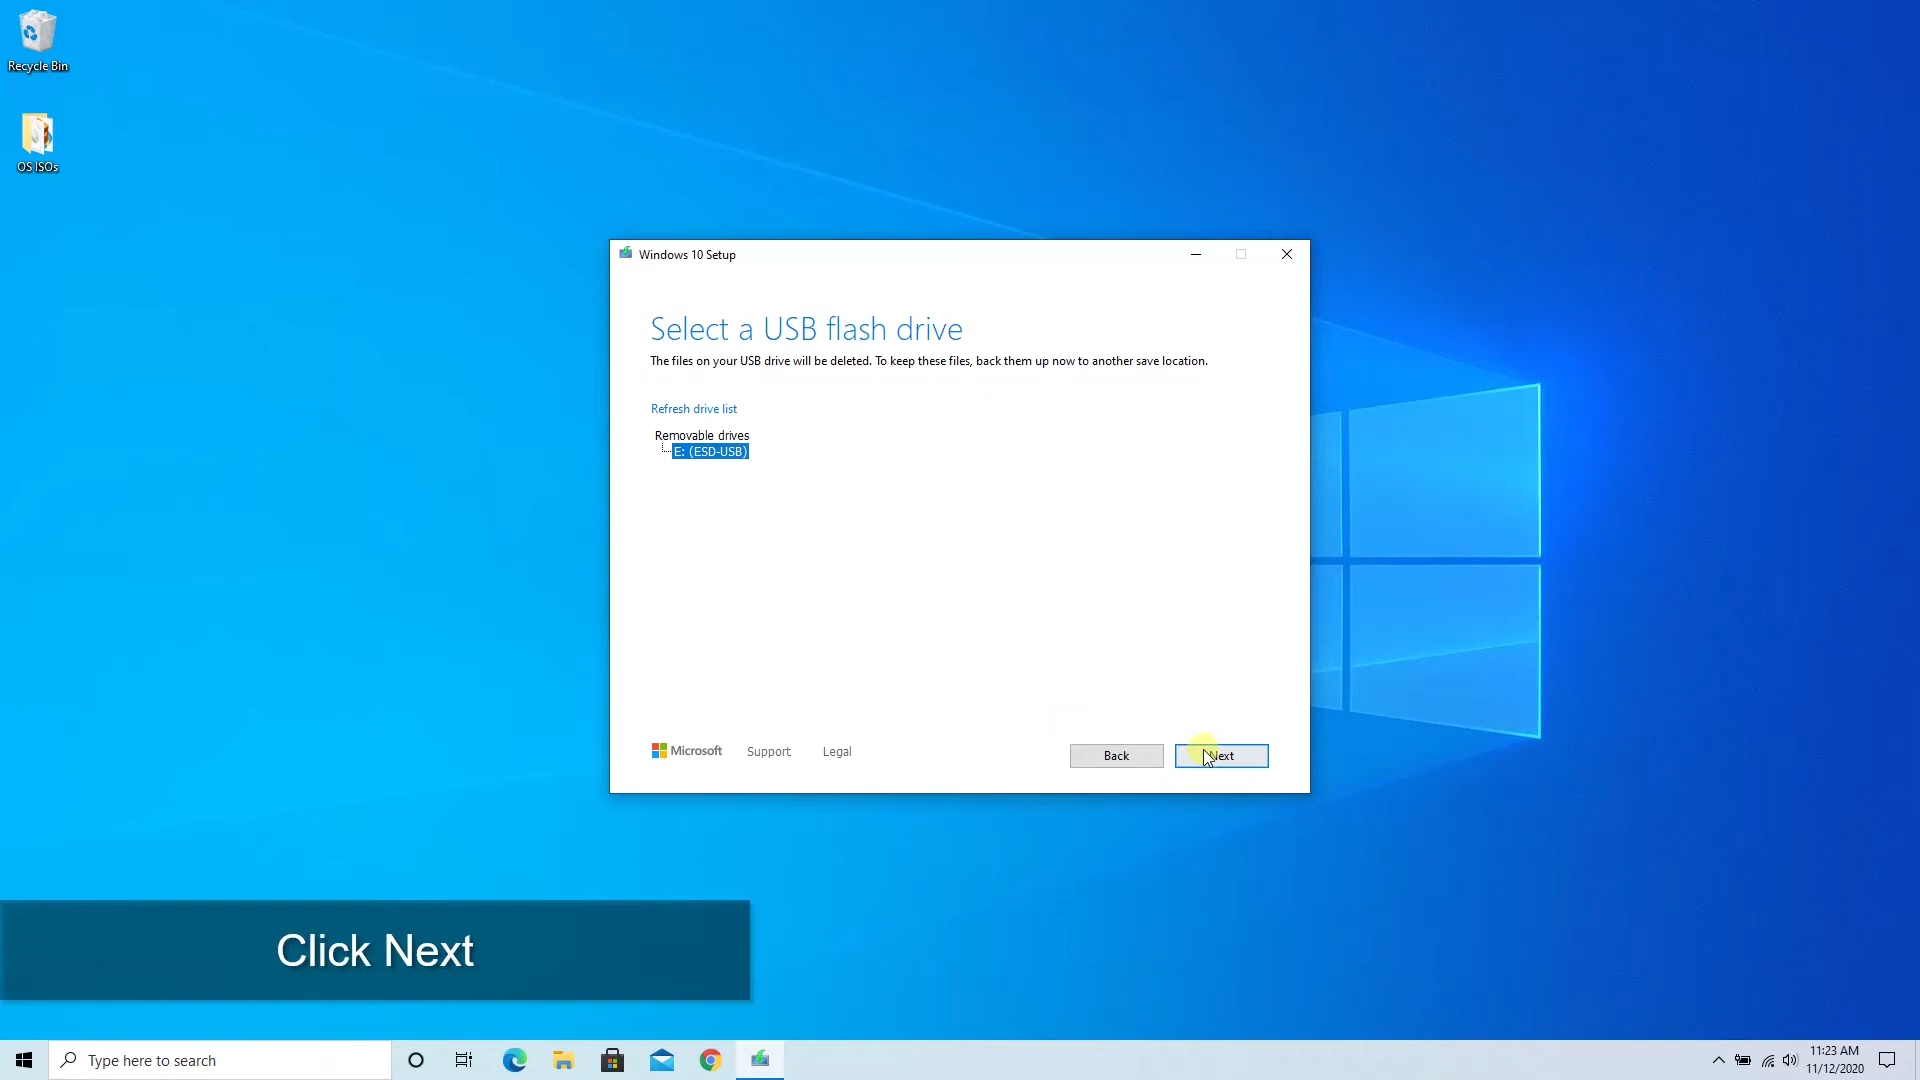 Recycle Bin
OS ISOs
Windows 10 Setup
Select a USB flash drive
The files on your USB drive will be deleted. To keep these files, back them up now to another save location.
Refresh drive list
Removable drives
E: (ESD-USB)
Microsoft
Support
Legal
Back
Next
Click Next
Type here to search
11:23 AM
11/12/2020